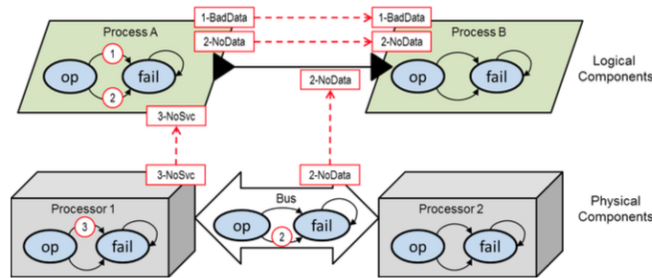 1-BadData
1-BadData
Process A
2-NoData
2-NoData
Process B
1
op
fail
2
op
fail
Logical
Components
3-NoSvc
2-NoData
3-NoSvc
2-NoData
Processor 1
Bus
Processor 2
Physical
Components
3
op
fail
op
fail
2
op
fail